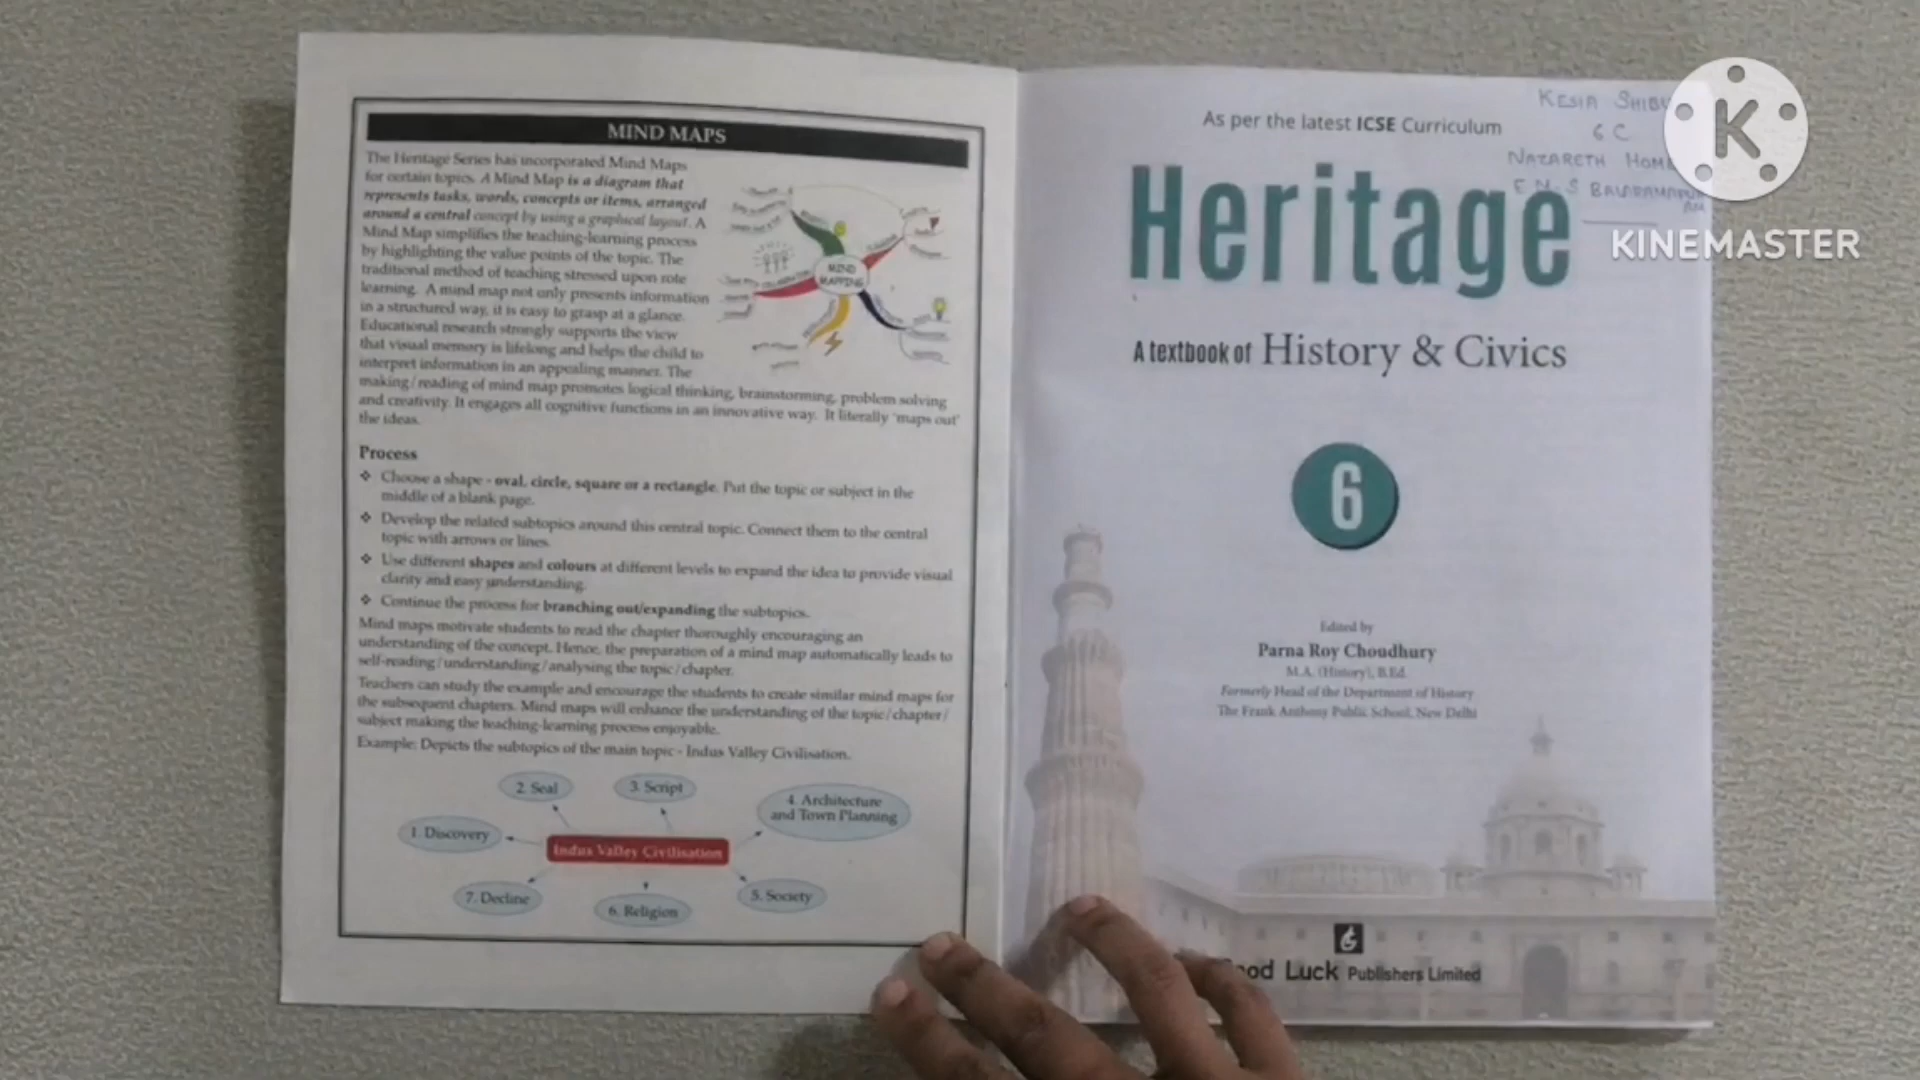 MIND MAPS
The Heritage Series has incorporated Mind Maps
for certain topics. A Mind Map is a diagram that
represents tasks, words, concepts or items, arranged
around a central concept by using a graphical layout. A
Mind Map simplifies the teaching-learning process
by highlighting the value points of the topic. The
traditional method of teaching stressed upon rote
learning. A mind map not only presents information
in a structured way, it is easy to grasp at a glance.
Educational research strongly supports the view
that visual memory is lifelong and helps the child to
interpret information in an appealing manner. The
making/reading of mind map promotes logical thinking, brainstorming, problem solving
and creativity. It engages all cognitive functions in an innovative way. It literally 'maps out'
the ideas.
MIND
MAPPING
Process
❖ Choose a shape - oval, circle, square or a rectangle. Put the topic or subject in the
middle of a blank page.
❖ Develop the related subtopics around this central topic. Connect them to the central
topic with arrows or lines.
❖ Use different shapes and colours at different levels to expand the idea to provide visual
clarity and easy understanding.
❖ Continue the process for branching out/expanding the subtopics.
Mind maps motivate students to read the chapter thoroughly encouraging an
understanding of the concept. Hence, the preparation of a mind map automatically leads to
self-reading/understanding/analysing the topic/chapter.
Teachers can study the example and encourage the students to create similar mind maps for
the subsequent chapters. Mind maps will enhance the understanding of the topic/chapter/
subject making the teaching-learning process enjoyable.
Example: Depicts the subtopics of the main topic - Indus Valley Civilisation.
2. Seal
3. Script
4. Architecture
and Town Planning
1. Discovery
Indus Valley Civilisation
7. Decline
6. Religion
5. Society
KESIA SHIBU
6 C
NAZARETH HOME
As per the latest ICSE Curriculum
Heritage
A textbook of History & Civics
6
Edited by
Parna Roy Choudhury
M.A. (History), B.Ed.
Formerly Head of the Department of History
The Frank Anthony Public School, New Delhi
Luck Publishers Limited
K
KINEMASTER